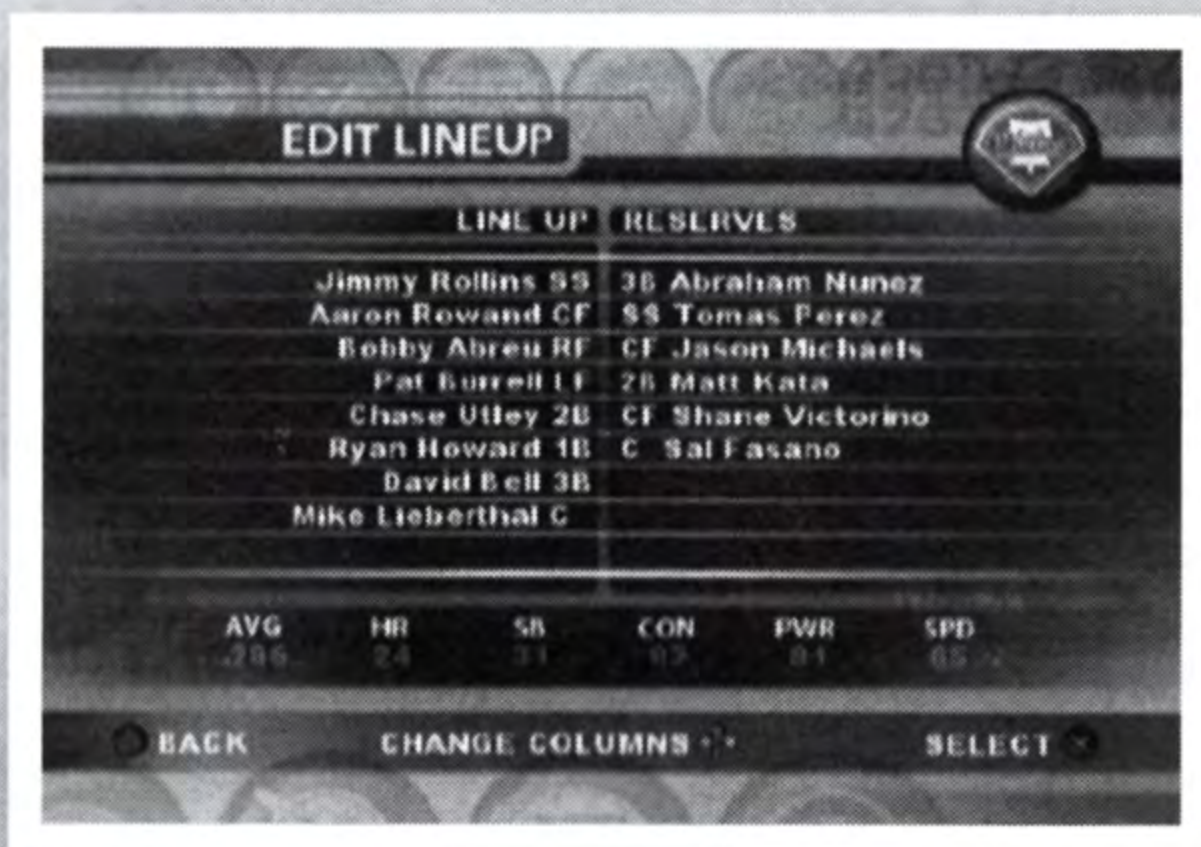 EDIT LINEUP
LINE UP RESERVES
Jimmy Rollins SS 3B Abraham Nunez
Aaron Rowand CF SS Tomas Perez
Bobby Abreu RF CF Jason Michaels
Pat Burrell LF 2B Matt Kata
Chase Utley 2B CF Shane Victorino
Ryan Howard 1B C Sal Fasano
David Bell 3B
Mike Lieberthal C
AVG HR SB CON PWR SPD
24 31
BACK CHANGE COLUMNS SELECT